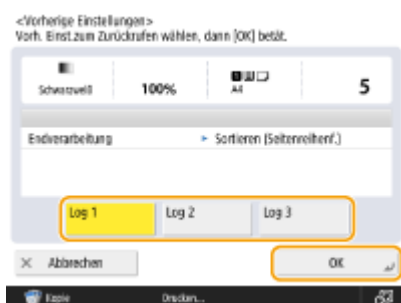 <Vorherige Einstellungen>
Vorh. Einst.zum Zurückrufen wählen, dann [OK] betät.
Schwarzweiß 100% A4 5
Endverarbeitung ▸ Sortieren (Seitenreihenf.)
Log 1 Log 2 Log 3
× Abbrechen OK
Kopie Drucken...